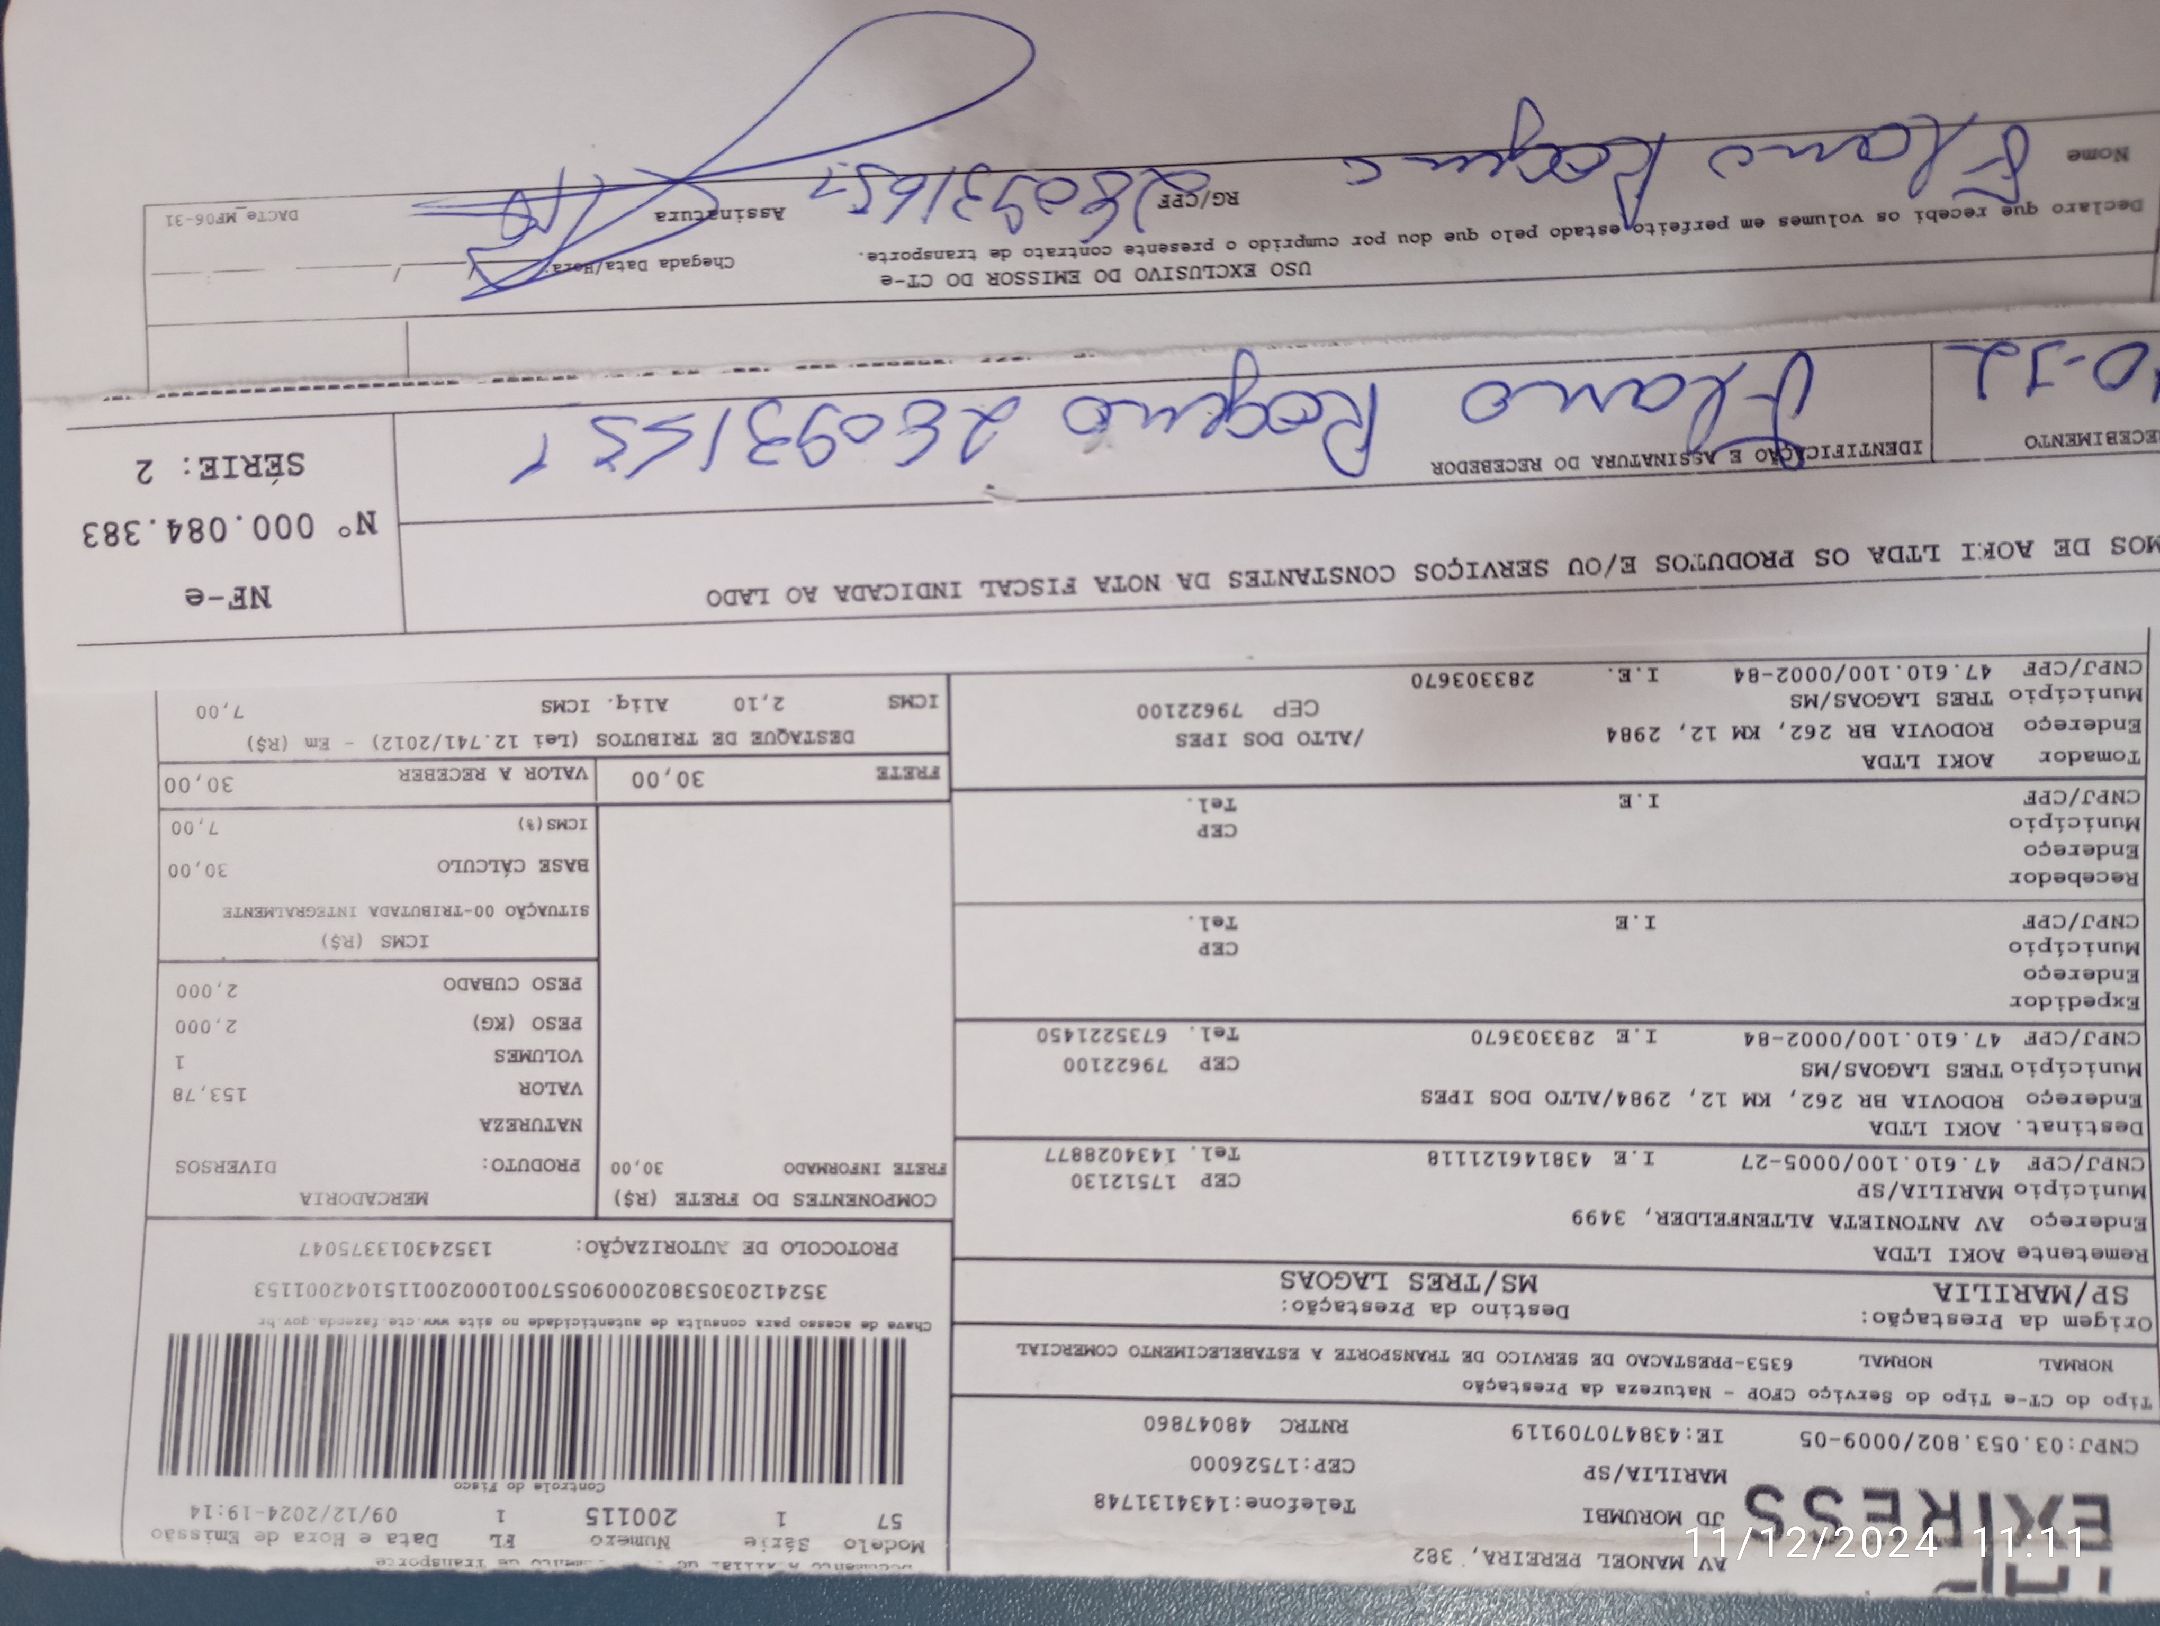 EXPRESS
AV MANOEL PEREIRA, 382
JD MORUMBI Telefone:1434131748
MARILIA/SP CEP:17526000
CNPJ:03.053.802/0009-05 IE:438470709119 RNTRC 48047860
Modelo Série Numero FL Data e Hora de Emissão
57 1 200115 1 09/12/2024-19:14
Controle do Fisco
Tipo do CT-e Tipo do Serviço CFOP - Natureza da Prestação
NORMAL NORMAL 6353-PRESTACAO DE SERVICO DE TRANSPORTE A ESTABELECIMENTO COMERCIAL
Chave de acesso para consulta de autenticidade no site www.cte.fazenda.gov.br
35241203053802000905570010002001151042001153
Origem da Prestação: Destino da Prestação:
SP/MARILIA MS/TRES LAGOAS
PROTOCOLO DE AUTORIZAÇÃO: 135243013375047
Remetente AOKI LTDA
Endereço AV ANTONIETA ALTENFELDER, 3499
Município MARILIA/SP CEP 17512130
CNPJ/CPF 47.610.100/0005-27 I.E 438146121118 Tel. 1434028877
Destinat. AOKI LTDA
Endereço RODOVIA BR 262, KM 12, 2984/ALTO DOS IPES
Município TRES LAGOAS/MS CEP 79622100
CNPJ/CPF 47.610.100/0002-84 I.E 283303670 Tel. 6735221450
Expedidor
Endereço
Município CEP
CNPJ/CPF I.E Tel.
Recebedor
Endereço
Município CEP
CNPJ/CPF I.E Tel.
Tomador AOKI LTDA
Endereço RODOVIA BR 262, KM 12, 2984 /ALTO DOS IPES
Município TRES LAGOAS/MS CEP 79622100
CNPJ/CPF 47.610.100/0002-84 I.E. 283303670
COMPONENTES DO FRETE (R$) MERCADORIA
FRETE INFORMADO 30,00
PRODUTO: DIVERSOS
NATUREZA
VALOR 153,78
VOLUMES 1
PESO (KG) 2,000
PESO CUBADO 2,000
ICMS (R$)
SITUAÇÃO 00-TRIBUTADA INTEGRALMENTE
BASE CÁLCULO 30,00
ICMS(%) 7,00
FRETE 30,00 VALOR A RECEBER 30,00
DESTAQUE DE TRIBUTOS (Lei 12.741/2012) - Em (R$)
ICMS 2,10 Aliq. ICMS 7,00
MOS DE AOKI LTDA OS PRODUTOS E/OU SERVIÇOS CONSTANTES DA NOTA FISCAL INDICADA AO LADO
NF-e
Nº 000.084.383
SÉRIE: 2
ECEBIMENTO IDENTIFICAÇÃO E ASSINATURA DO RECEBEDOR
USO EXCLUSIVO DO EMISSOR DO CT-e
Declaro que recebi os volumes em perfeito estado pelo que dou por cumprido o presente contrato de transporte.
Chegada Data/Hora: / /
Nome RG/CPF Assinatura
DACTe_MF06-31
11/12/2024 11:11